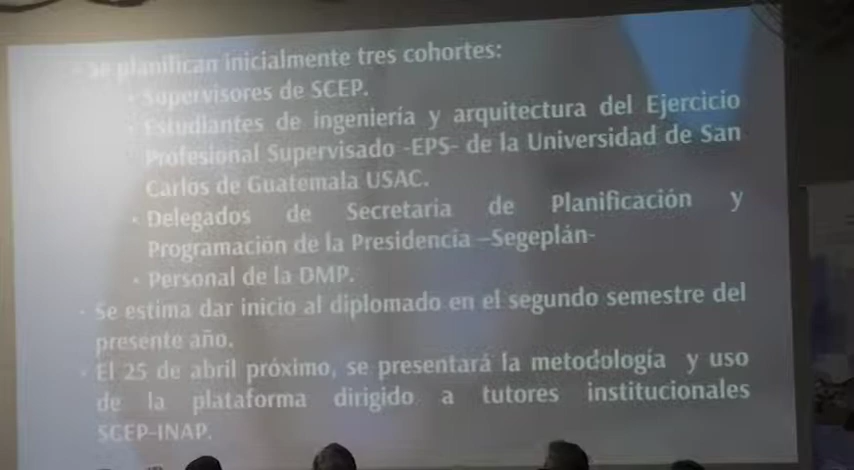 • Se planifican inicialmente tres cohortes:
• Supervisores de SCEP.
• Estudiantes de ingeniería y arquitectura del Ejercicio
Profesional Supervisado -EPS- de la Universidad de San
Carlos de Guatemala USAC.
• Delegados de Secretaría de Planificación y
Programación de la Presidencia –Segeplán-
• Personal de la DMP.
• Se estima dar inicio al diplomado en el segundo semestre del
presente año.
• El 25 de abril próximo, se presentará la metodología y uso
de la plataforma dirigido a tutores institucionales
SCEP-INAP.